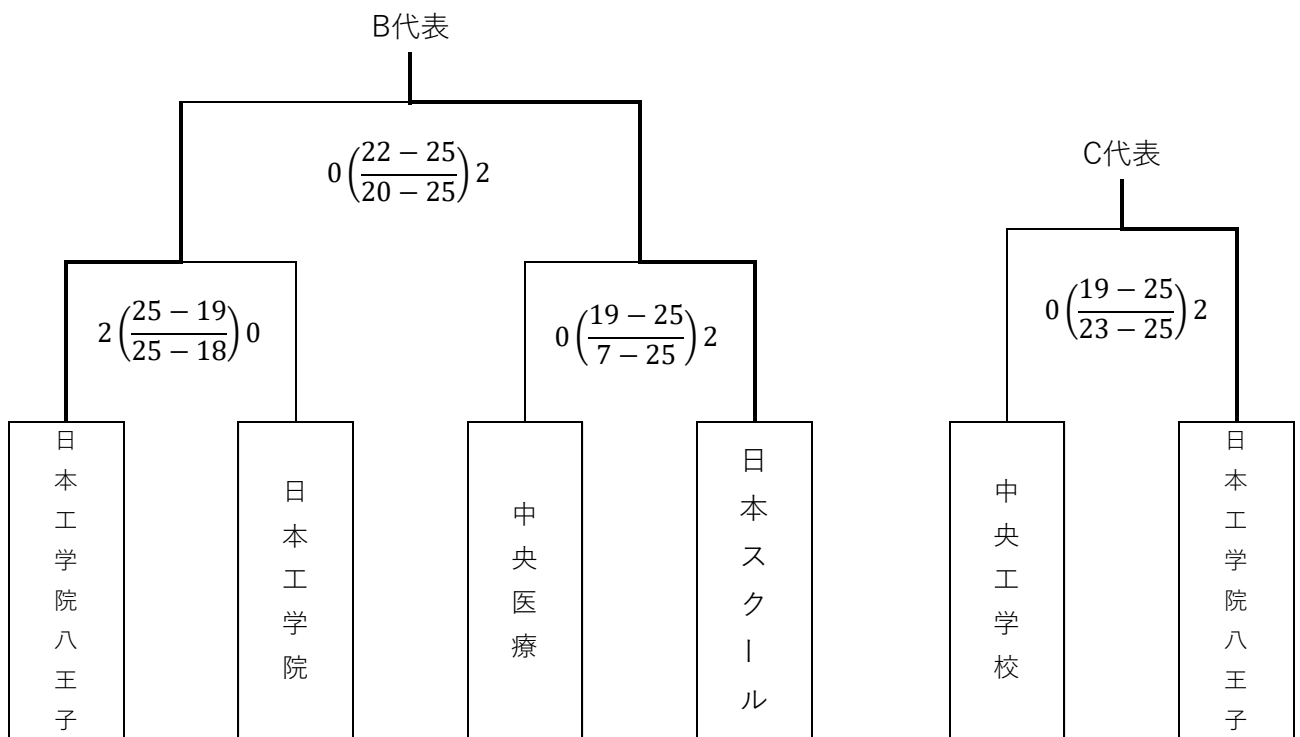 B代表
C代表
0(22 − 25 / 20 − 25)2
2(25 − 19 / 25 − 18)0
0(19 − 25 / 7 − 25)2
0(19 − 25 / 23 − 25)2
日本工学院八王子
日本工学院
中央医療
日本スクール
中央工学校
日本工学院八王子